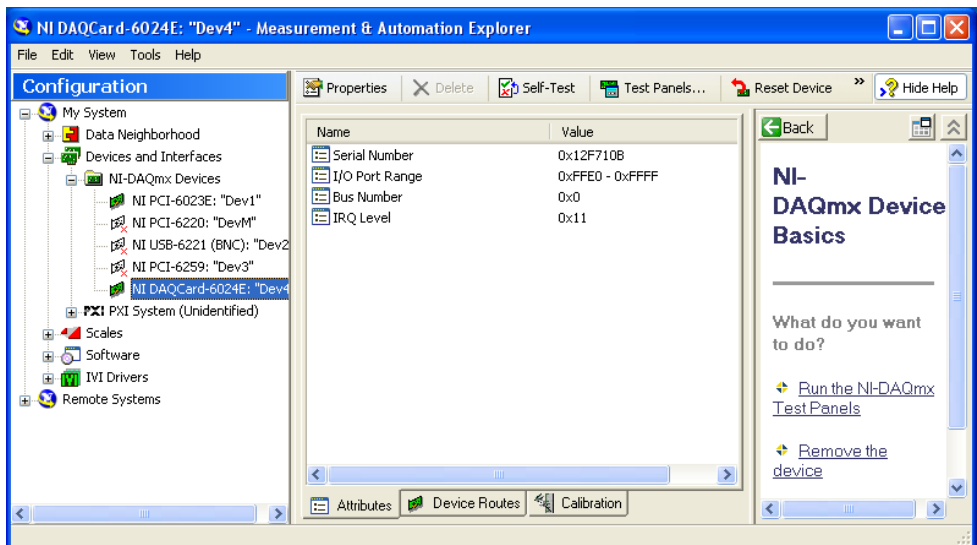 NI DAQCard-6024E: "Dev4" - Measurement & Automation Explorer
File Edit View Tools Help
Configuration
My System
Data Neighborhood
Devices and Interfaces
NI-DAQmx Devices
NI PCI-6023E: "Dev1"
NI PCI-6220: "DevM"
NI USB-6221 (BNC): "Dev2
NI PCI-6259: "Dev3"
NI DAQCard-6024E: "Dev4
PXI PXI System (Unidentified)
Scales
Software
IVI Drivers
Remote Systems
Properties Delete Self-Test Test Panels... Reset Device » Hide Help
Name Value
Serial Number 0x12F710B
I/O Port Range 0xFFE0 - 0xFFFF
Bus Number 0x0
IRQ Level 0x11
Attributes Device Routes Calibration
Back
NI-
DAQmx Device
Basics
What do you want
to do?
Run the NI-DAQmx
Test Panels
Remove the
device